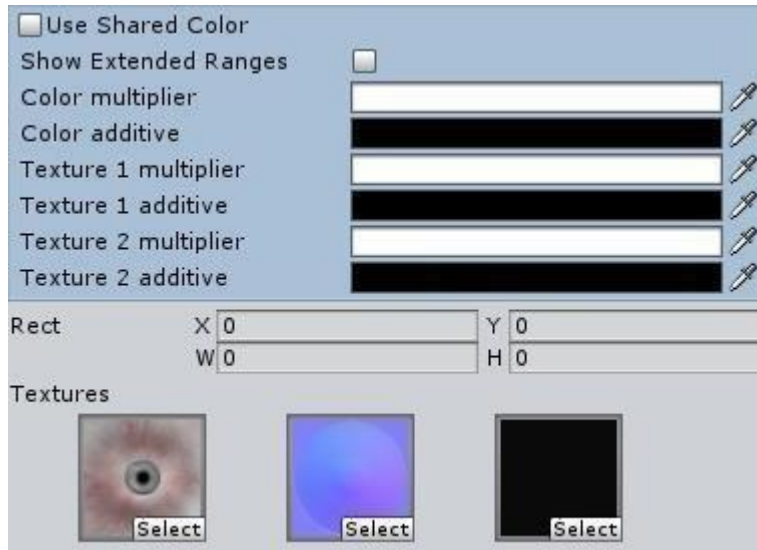 Use Shared Color
Show Extended Ranges
Color multiplier
Color additive
Texture 1 multiplier
Texture 1 additive
Texture 2 multiplier
Texture 2 additive
Rect X 0 Y 0
W 0 H 0
Textures
Select Select Select